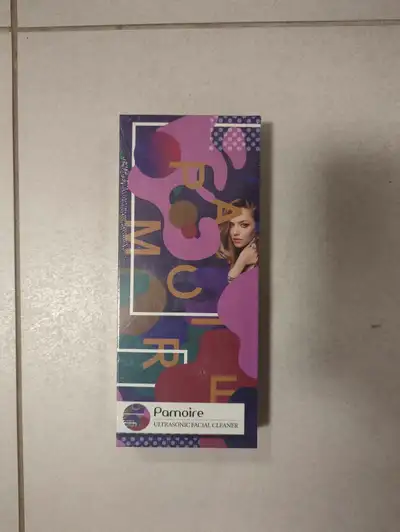 PAMOIRE
Pamoire
ULTRASONIC FACIAL CLEANER